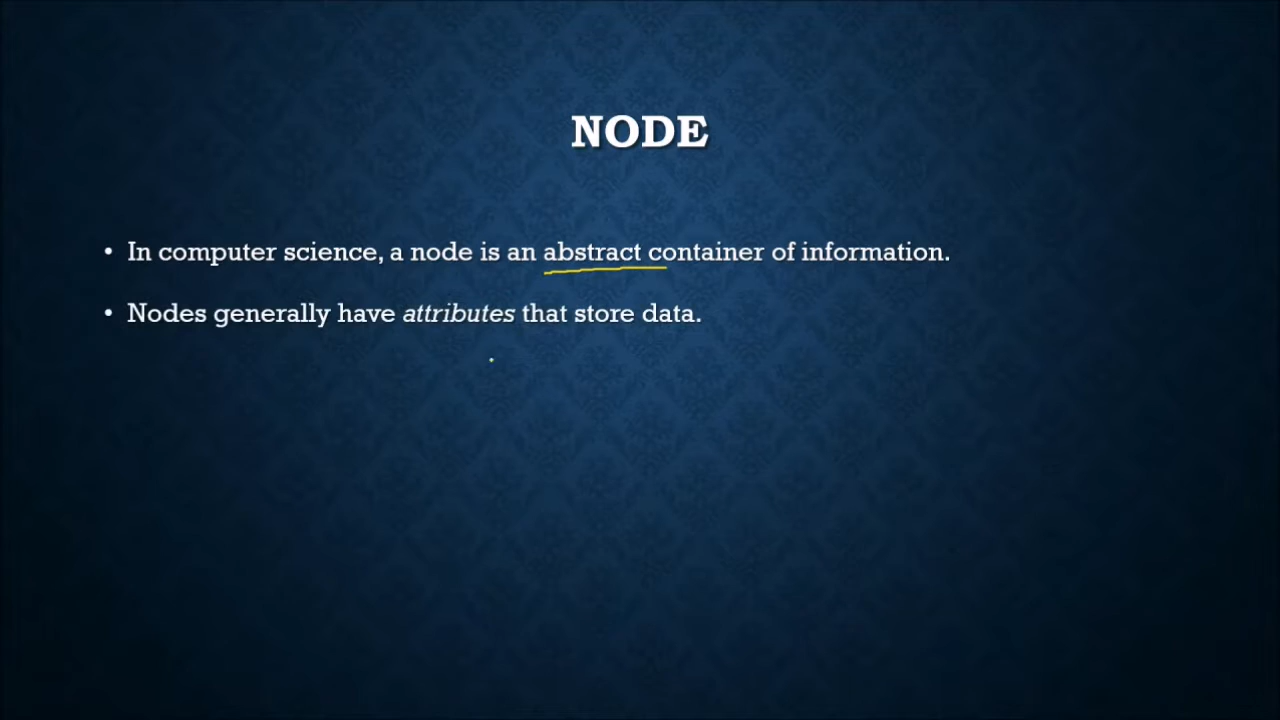 NODE
• In computer science, a node is an abstract container of information.
• Nodes generally have attributes that store data.